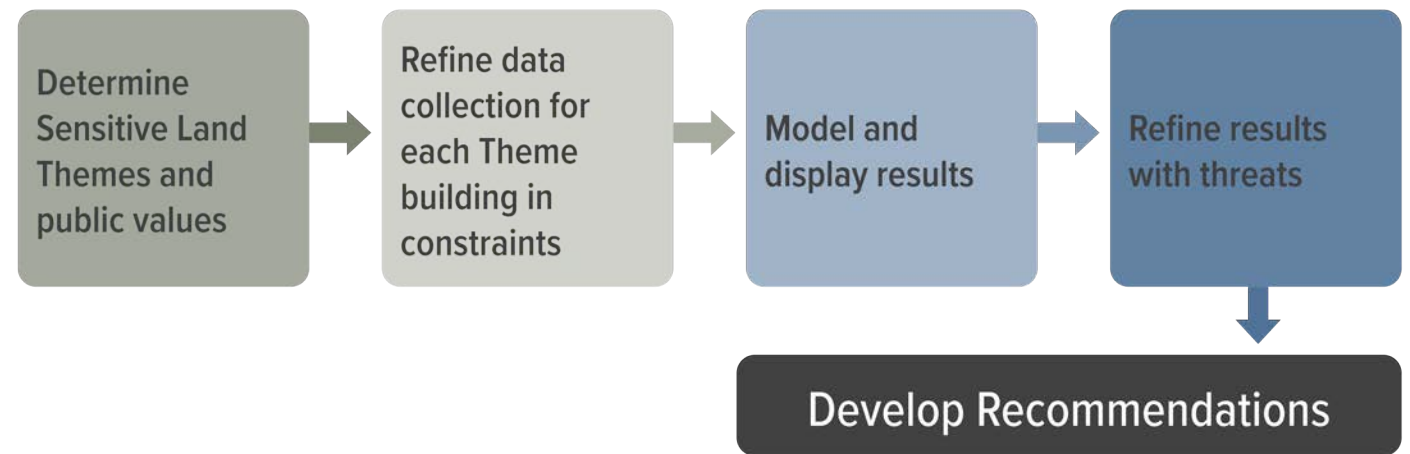 Determine
Sensitive Land
Themes and
public values
Refine data
collection for
each Theme
building in
constraints
Model and
display results
Refine results
with threats
Develop Recommendations